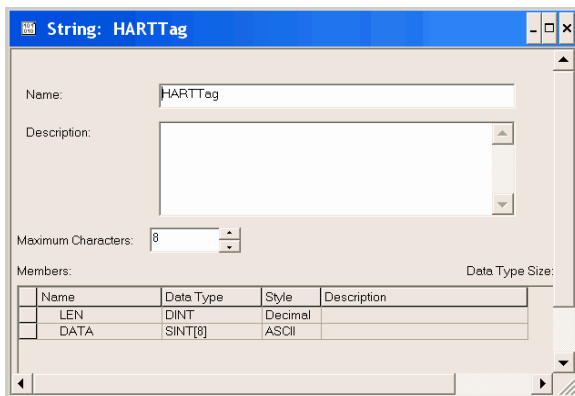 String: HARTTag
Name: HARTTag
Description:
Maximum Characters: 8
Members: Data Type Size:
Name Data Type Style Description
LEN DINT Decimal
DATA SINT[8] ASCII